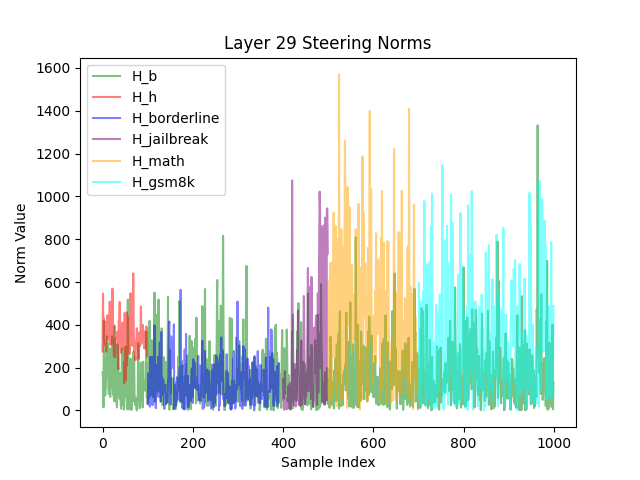 Layer 29 Steering Norms
H_b
H_h
H_borderline
H_jailbreak
H_math
H_gsm8k
Norm Value
1600
1400
1200
1000
800
600
400
200
0
0 200 400 600 800 1000
Sample Index